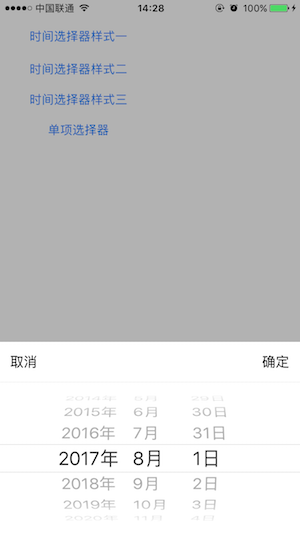 中国联通 14:28 100%
时间选择器样式一
时间选择器样式二
时间选择器样式三
单项选择器
取消 确定
2014年 5月 29日
2015年 6月 30日
2016年 7月 31日
2017年 8月 1日
2018年 9月 2日
2019年 10月 3日
2020年 11月 4日